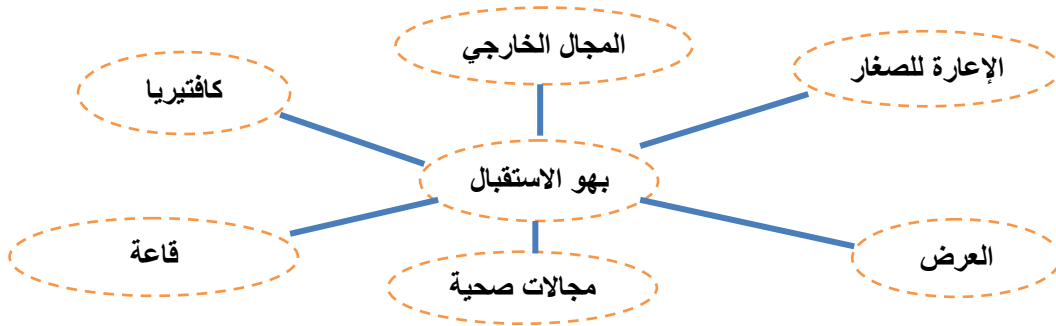 المجال الخارجي
الإعارة للصغار
كافتيريا
بهو الاستقبال
العرض
قاعة
مجالات صحية